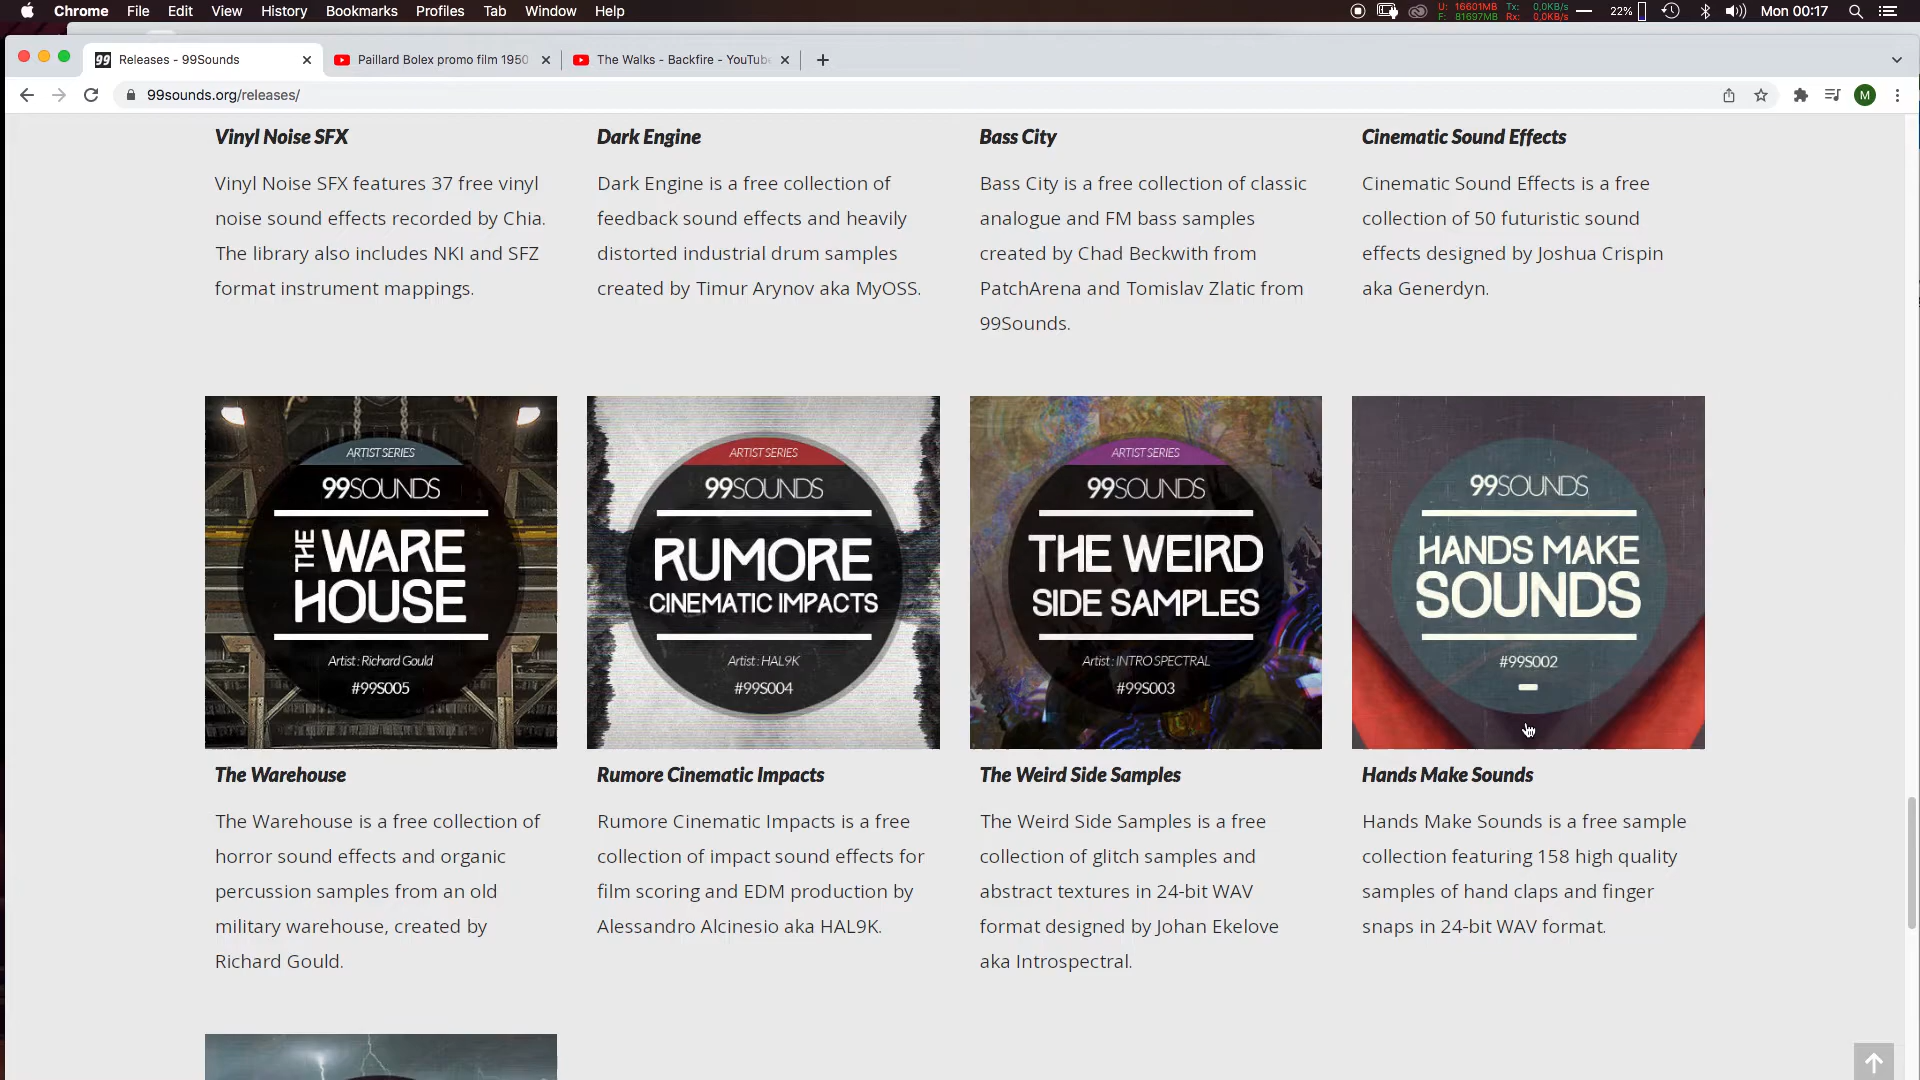 Chrome File Edit View History Bookmarks Profiles Tab Window Help
U: 16601MB Tx: 0,0KB/s
F: 81697MB Rx: 0,0KB/s
22% Mon 00:17
99 Releases - 99Sounds
Paillard Bolex promo film 1950
The Walks - Backfire - YouTube
99sounds.org/releases/
M
Vinyl Noise SFX
Vinyl Noise SFX features 37 free vinyl
noise sound effects recorded by Chia.
The library also includes NKI and SFZ
format instrument mappings.
Dark Engine
Dark Engine is a free collection of
feedback sound effects and heavily
distorted industrial drum samples
created by Timur Arynov aka MyOSS.
Bass City
Bass City is a free collection of classic
analogue and FM bass samples
created by Chad Beckwith from
PatchArena and Tomislav Zlatic from
99Sounds.
Cinematic Sound Effects
Cinematic Sound Effects is a free
collection of 50 futuristic sound
effects designed by Joshua Crispin
aka Generdyn.
ARTIST SERIES
99SOUNDS
THE WARE
HOUSE
Artist : Richard Gould
#99S005
ARTIST SERIES
99SOUNDS
RUMORE
CINEMATIC IMPACTS
Artist : HAL9K
#99S004
ARTIST SERIES
99SOUNDS
THE WEIRD
SIDE SAMPLES
Artist : INTRO SPECTRAL
#99S003
99SOUNDS
HANDS MAKE
SOUNDS
#99S002
The Warehouse
The Warehouse is a free collection of
horror sound effects and organic
percussion samples from an old
military warehouse, created by
Richard Gould.
Rumore Cinematic Impacts
Rumore Cinematic Impacts is a free
collection of impact sound effects for
film scoring and EDM production by
Alessandro Alcinesio aka HAL9K.
The Weird Side Samples
The Weird Side Samples is a free
collection of glitch samples and
abstract textures in 24-bit WAV
format designed by Johan Ekelove
aka Introspectral.
Hands Make Sounds
Hands Make Sounds is a free sample
collection featuring 158 high quality
samples of hand claps and finger
snaps in 24-bit WAV format.